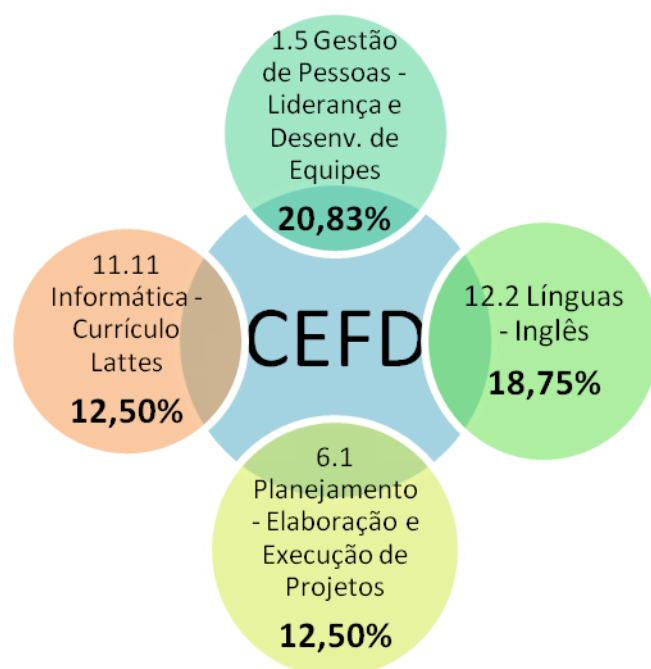 1.5 Gestão
de Pessoas -
Liderança e
Desenv. de
Equipes
20,83%
11.11
Informática -
Currículo
Lattes
12,50%
CEFD
12.2 Línguas
- Inglês
18,75%
6.1
Planejamento
- Elaboração e
Execução de
Projetos
12,50%